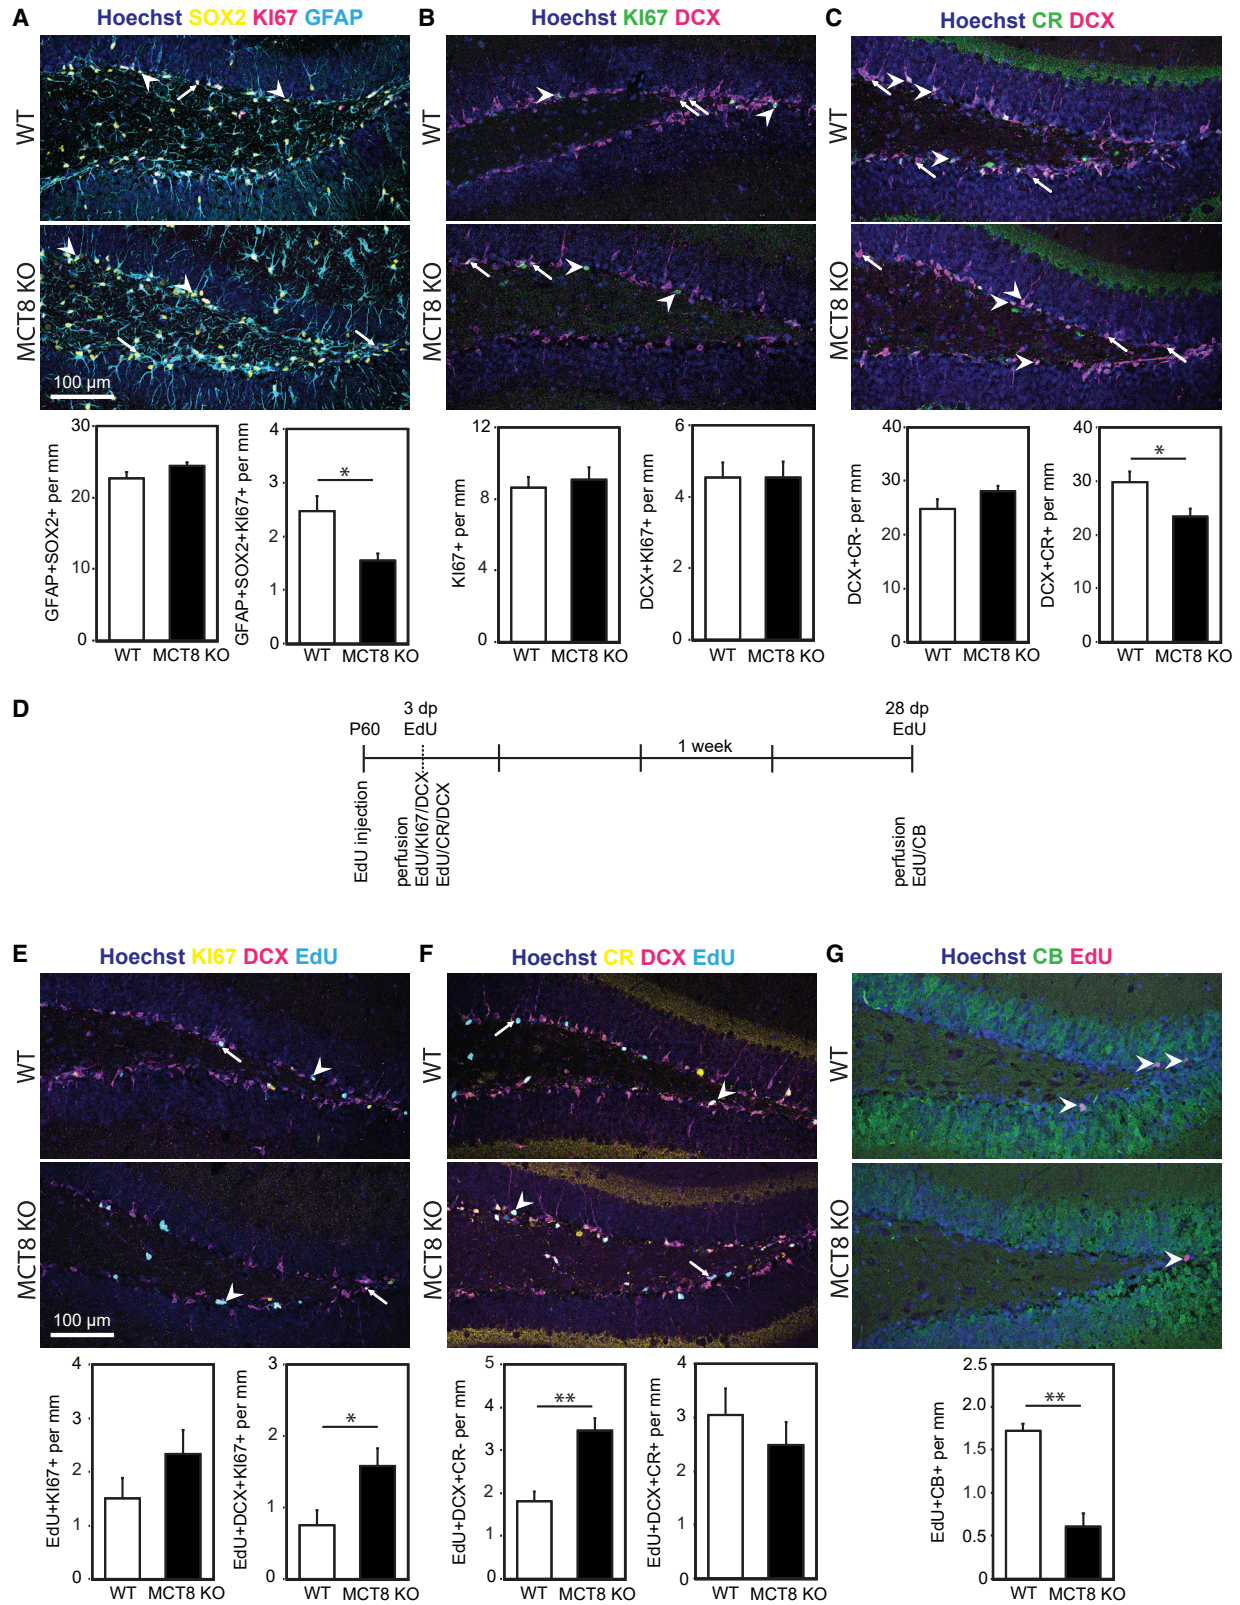 A
Hoechst SOX2 KI67 GFAP
WT
MCT8 KO
100 µm
30
20
10
0
GFAP+SOX2+ per mm
WT MCT8 KO
4
3
2
1
0
GFAP+SOX2+KI67+ per mm
*
WT MCT8 KO
B
Hoechst KI67 DCX
12
8
4
0
KI67+ per mm
WT MCT8 KO
6
4
2
0
DCX+KI67+ per mm
WT MCT8 KO
C
Hoechst CR DCX
40
30
20
10
0
DCX+CR- per mm
WT MCT8 KO
40
30
20
10
0
DCX+CR+ per mm
*
WT MCT8 KO
D
P60
3 dp
EdU
1 week
28 dp
EdU
EdU injection
perfusion
EdU/KI67/DCX
EdU/CR/DCX
perfusion
EdU/CB
E
Hoechst KI67 DCX EdU
WT
MCT8 KO
100 µm
4
3
2
1
0
EdU+KI67+ per mm
WT MCT8 KO
3
2
1
0
EdU+DCX+KI67+ per mm
*
WT MCT8 KO
F
Hoechst CR DCX EdU
WT
MCT8 KO
5
4
3
2
1
0
EdU+DCX+CR- per mm
**
WT MCT8 KO
4
3
2
1
0
EdU+DCX+CR+ per mm
WT MCT8 KO
G
Hoechst CB EdU
WT
MCT8 KO
2.5
2.0
1.5
1.0
0.5
0
EdU+CB+ per mm
**
WT MCT8 KO